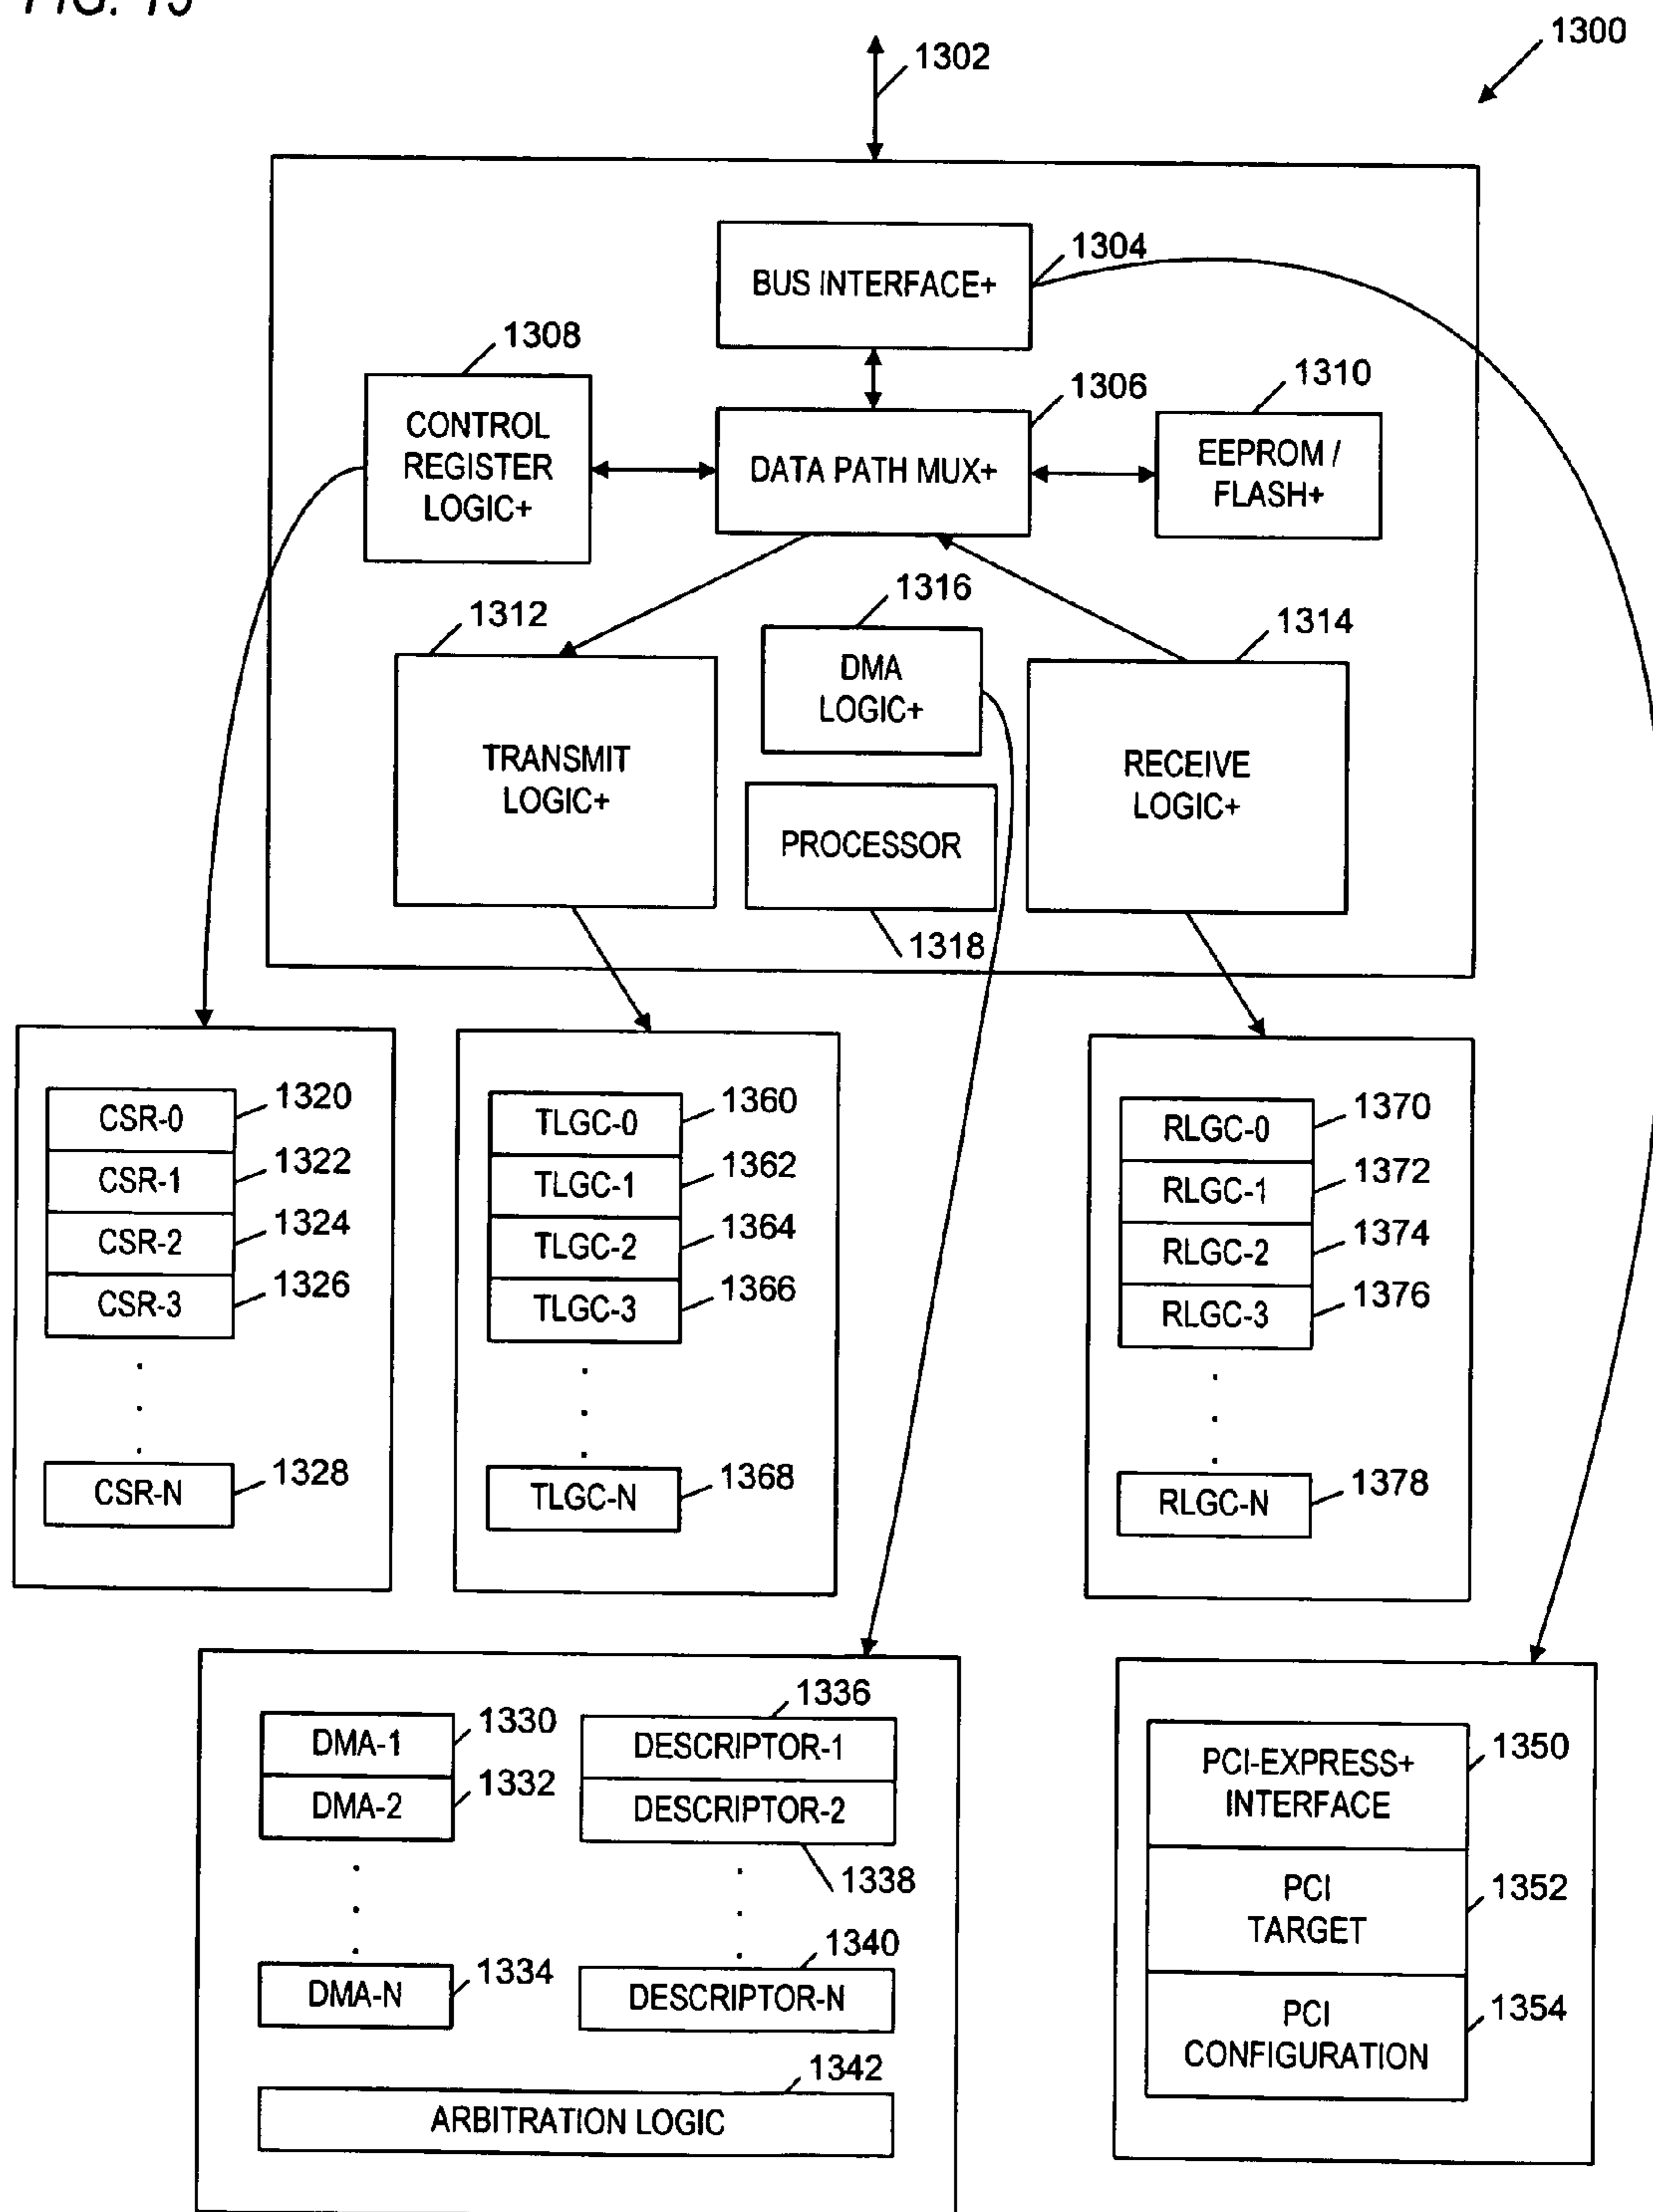 FIG. 13
1300
1302
BUS INTERFACE+
1304
1308
CONTROL
REGISTER
LOGIC+
DATA PATH MUX+
1306
1310
EEPROM /
FLASH+
1312
TRANSMIT
LOGIC+
1316
DMA
LOGIC+
1314
RECEIVE
LOGIC+
PROCESSOR
1318
CSR-0
1320
CSR-1
1322
CSR-2
1324
CSR-3
1326
CSR-N
1328
TLGC-0
1360
TLGC-1
1362
TLGC-2
1364
TLGC-3
1366
TLGC-N
1368
RLGC-0
1370
RLGC-1
1372
RLGC-2
1374
RLGC-3
1376
RLGC-N
1378
DMA-1
1330
DMA-2
1332
DMA-N
1334
1336
DESCRIPTOR-1
DESCRIPTOR-2
1338
1340
DESCRIPTOR-N
1342
ARBITRATION LOGIC
PCI-EXPRESS+
INTERFACE
1350
PCI
TARGET
1352
PCI
CONFIGURATION
1354